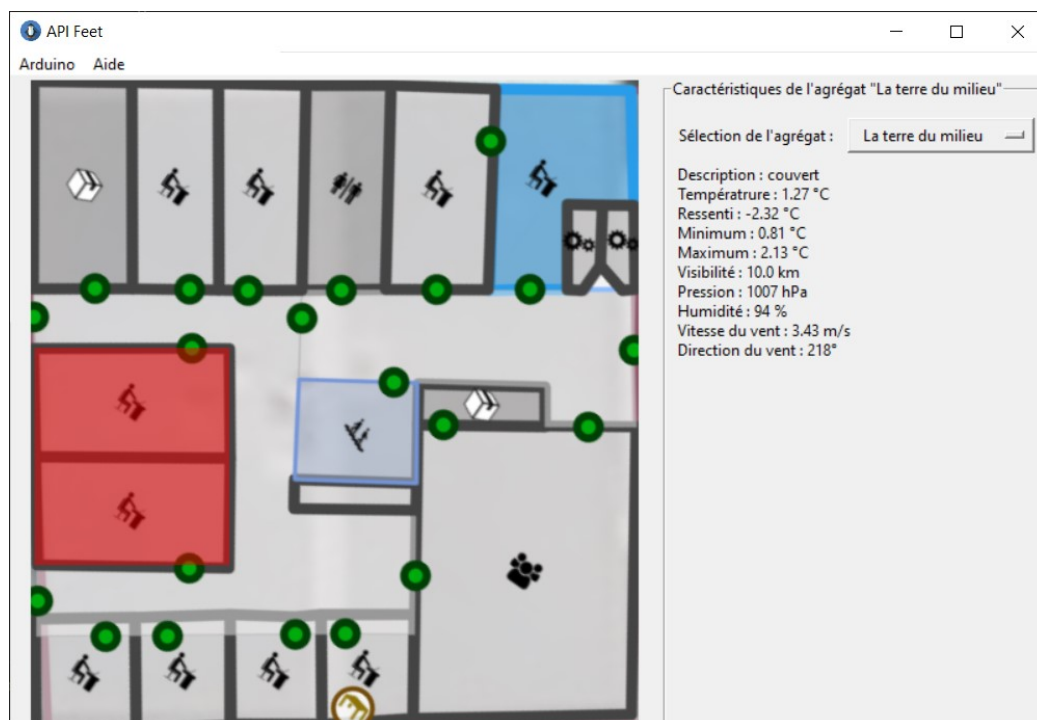 API Feet
Arduino Aide
Caractéristiques de l'agrégat "La terre du milieu"
Sélection de l'agrégat : La terre du milieu
Description : couvert
Températrure : 1.27 °C
Ressenti : -2.32 °C
Minimum : 0.81 °C
Maximum : 2.13 °C
Visibilité : 10.0 km
Pression : 1007 hPa
Humidité : 94 %
Vitesse du vent : 3.43 m/s
Direction du vent : 218°